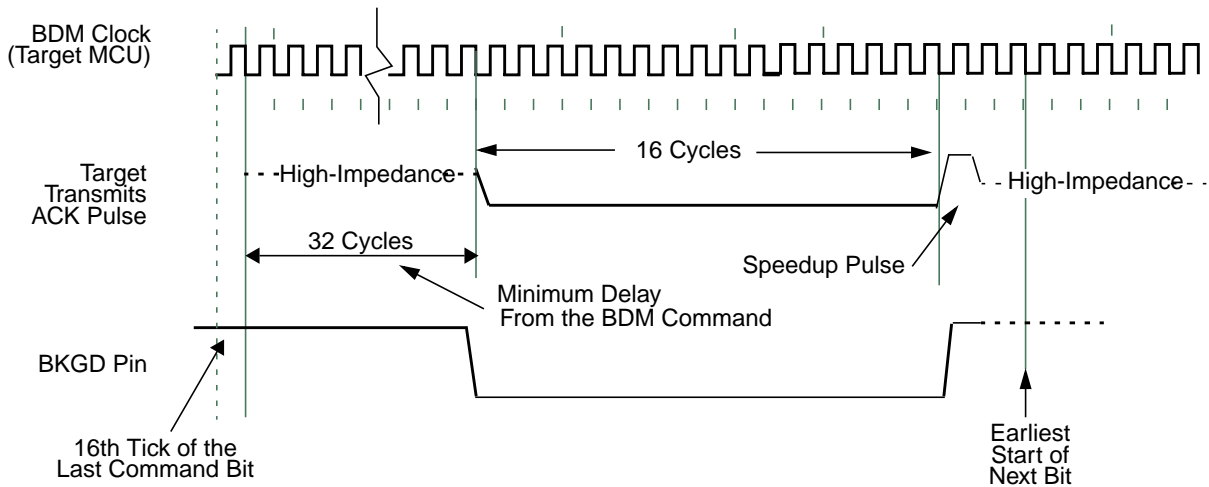 BDM Clock
(Target MCU)
16 Cycles
Target
Transmits
ACK Pulse
High-Impedance
High-Impedance
32 Cycles
Speedup Pulse
Minimum Delay
From the BDM Command
BKGD Pin
16th Tick of the
Last Command Bit
Earliest
Start of
Next Bit